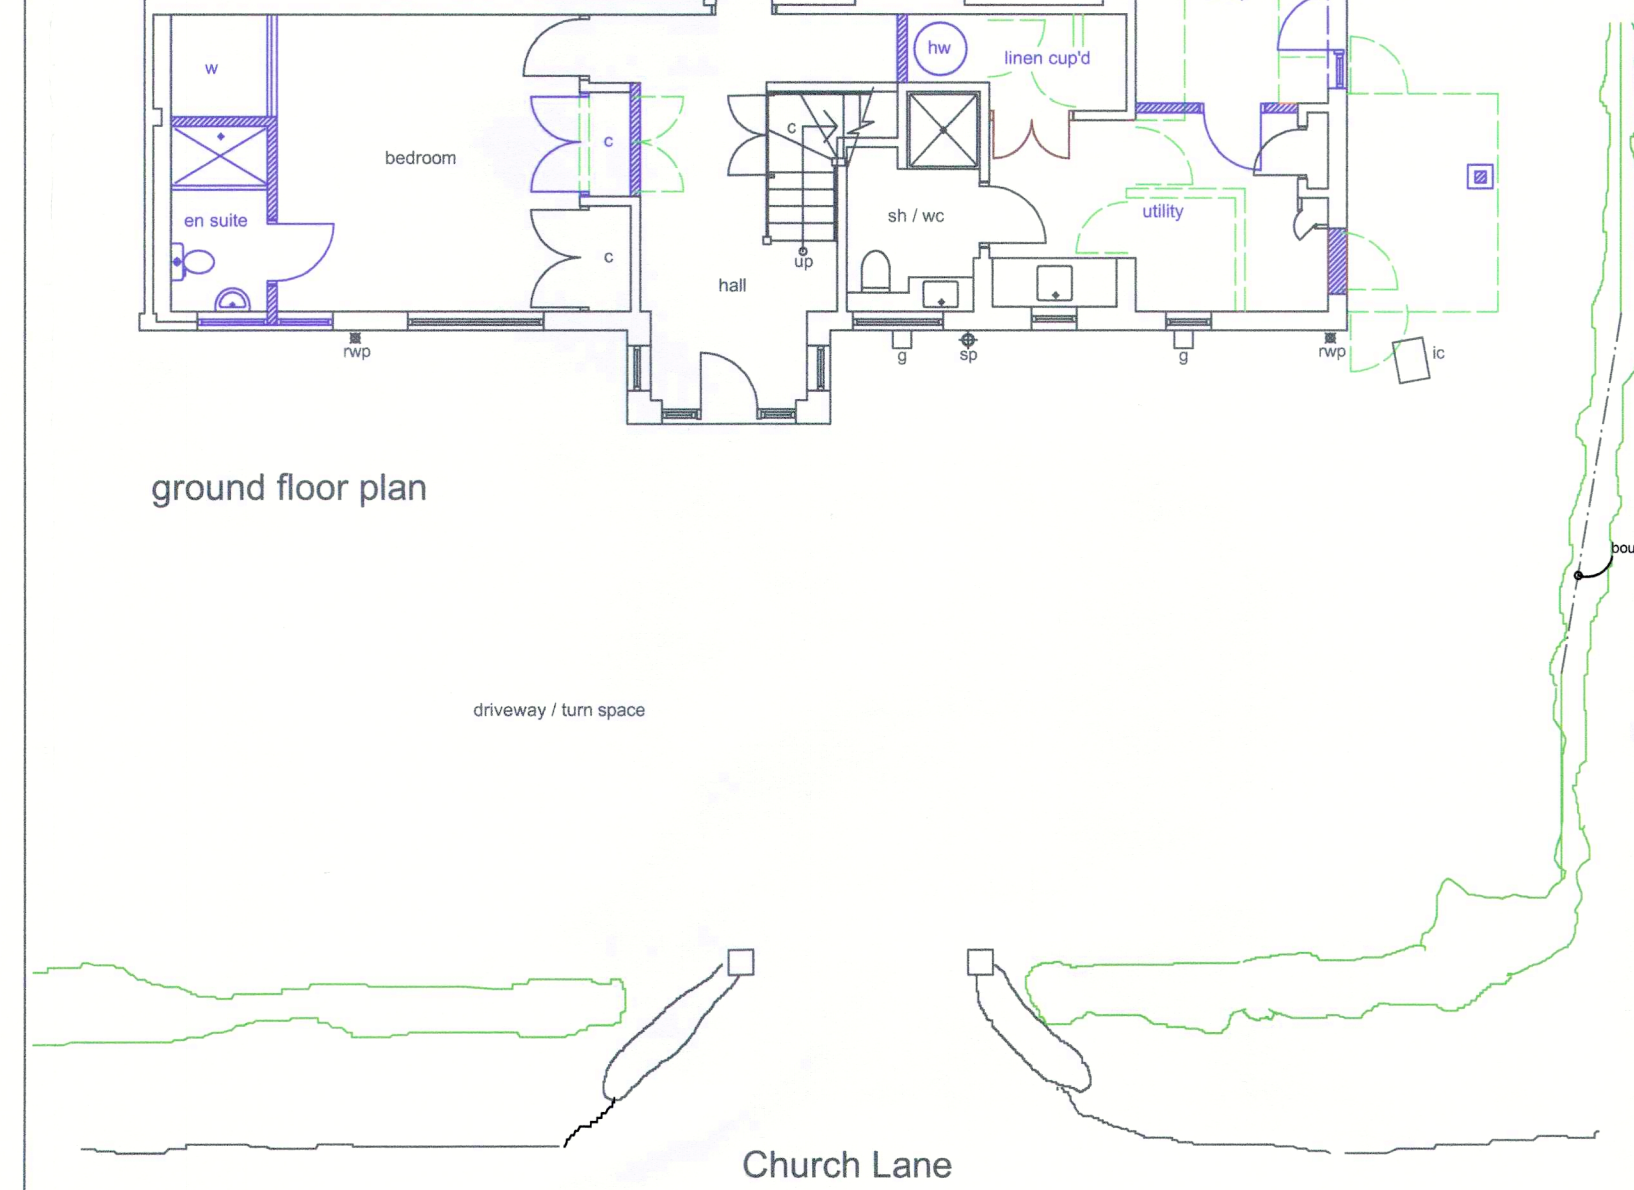 hw
linen cup'd
w
c
c
bedroom
en suite
utility
sh / wc
c
up
hall
rwp
g
sp
g
rwp
ic
ground floor plan
bou
driveway / turn space
Church Lane